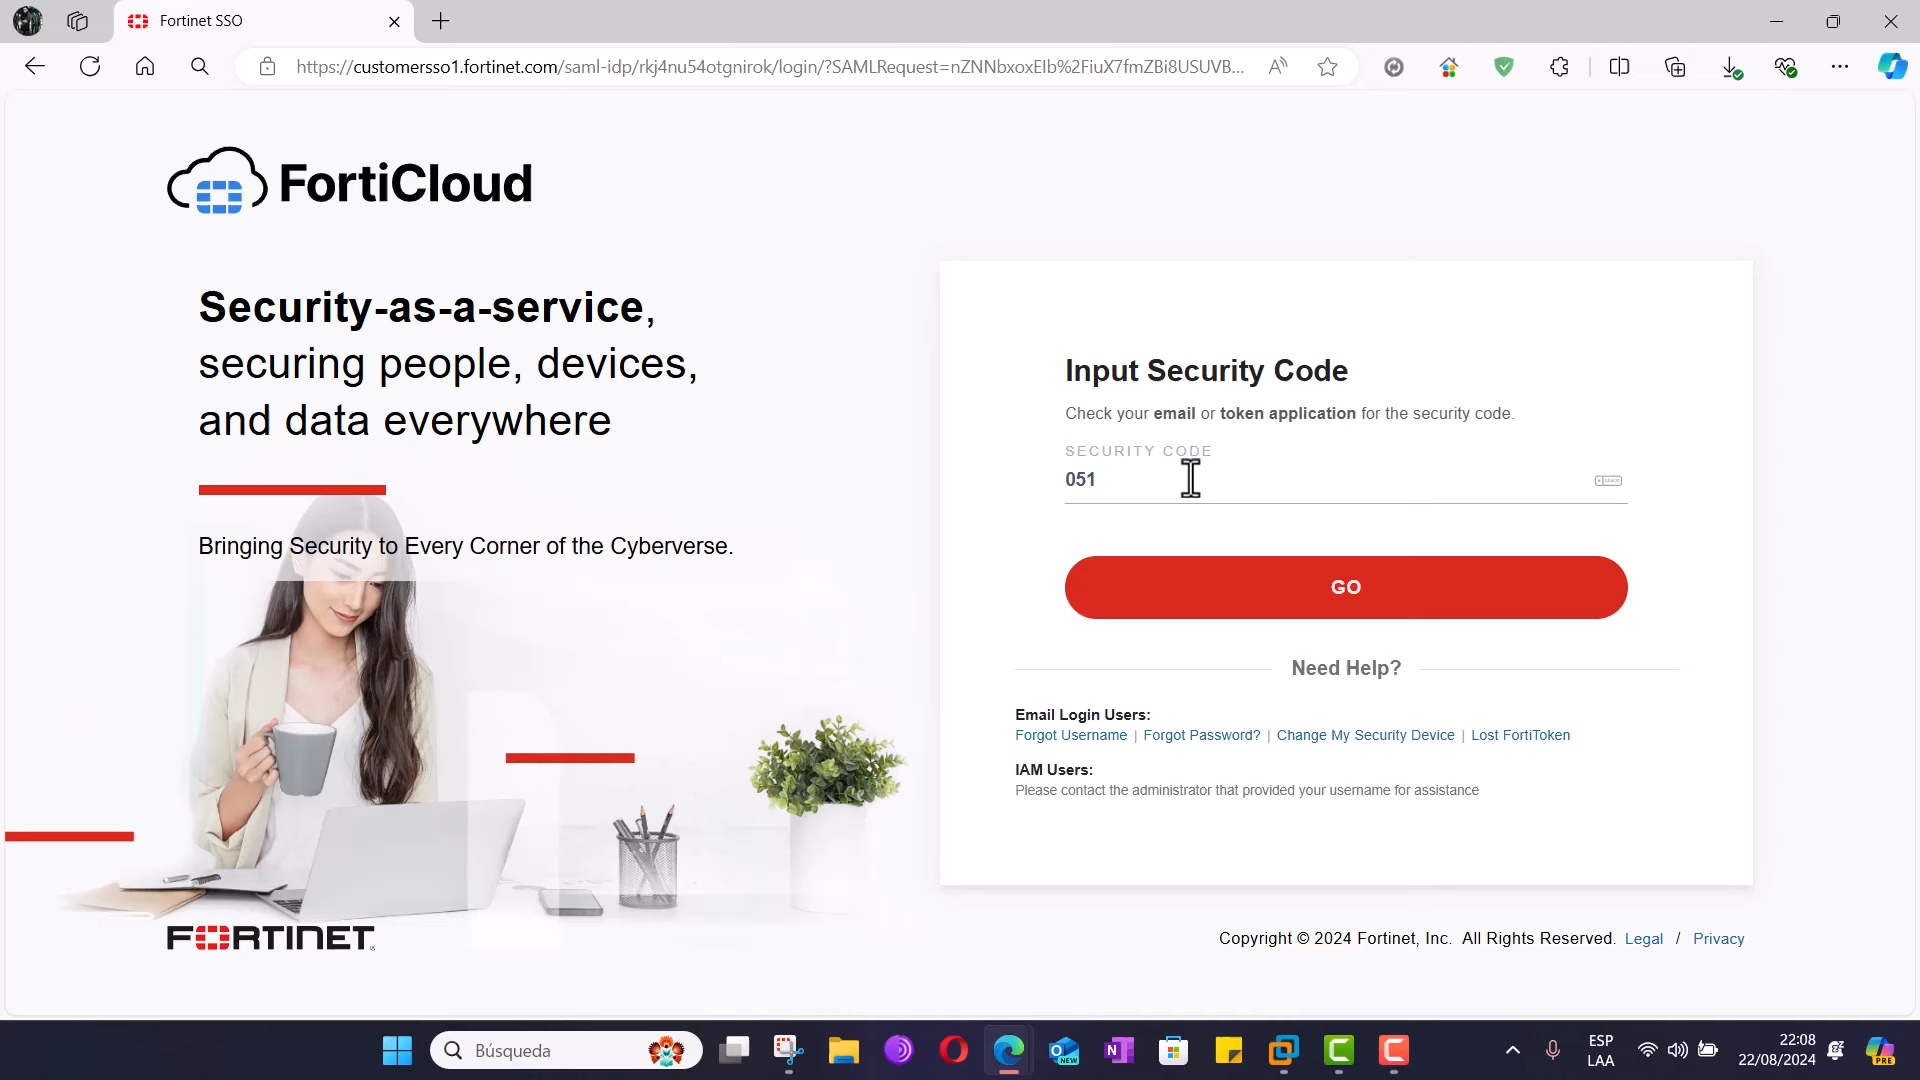 Fortinet SSO
https://customersso1.fortinet.com/saml-idp/rkj4nu54otgnirok/login/?SAMLRequest=nZNNbxoxEIb%2FiuX7fmZBi8USUVB...
FortiCloud
Security-as-a-service,
securing people, devices,
and data everywhere
Bringing Security to Every Corner of the Cyberverse.
FORTINET
Input Security Code
Check your email or token application for the security code.
SECURITY CODE
051
GO
Need Help?
Email Login Users:
Forgot Username | Forgot Password? | Change My Security Device | Lost FortiToken
IAM Users:
Please contact the administrator that provided your username for assistance
Copyright © 2024 Fortinet, Inc. All Rights Reserved. Legal / Privacy
Búsqueda
NEW
ESP
LAA
22:08
22/08/2024
PRE